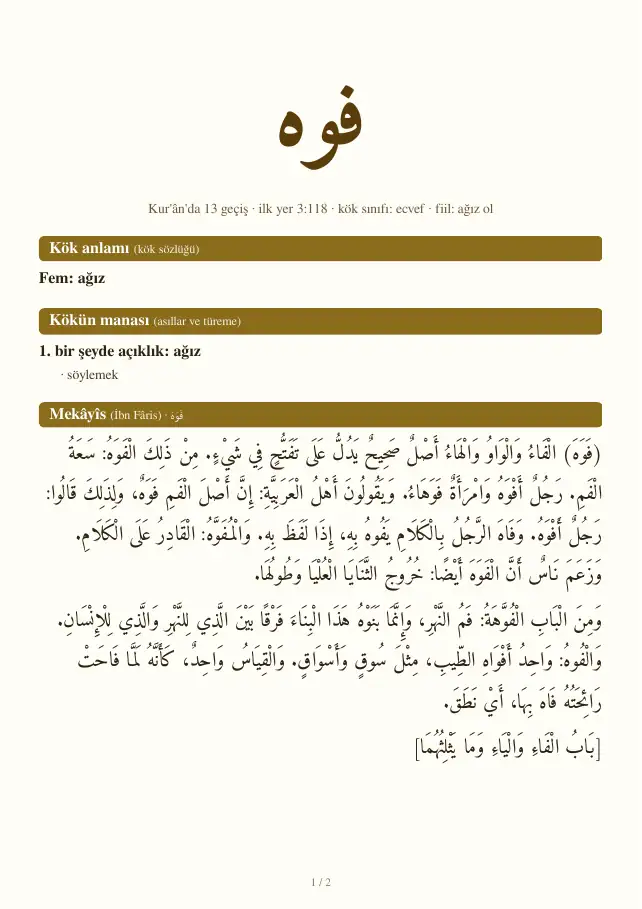 فوه
Kur'ân'da 13 geçiş · ilk yer 3:118 · kök sınıfı: ecvef · fiil: ağız ol
Kök anlamı (kök sözlüğü)
Fem: ağız
Kökün manası (asıllar ve türeme)
1. bir şeyde açıklık: ağız
· söylemek
Mekâyîs (İbn Fâris) · فَوَهَ
(فَوَهَ) الْفَاءُ وَالْوَاوُ وَالْهَاءُ أَصْلٌ صَحِيحٌ يَدُلُّ عَلَى تَفَتُّحٍ فِي شَيْءٍ. مِنْ ذَلِكَ الْفَوَهُ: سَعَةُ
الْفَمِ. رَجُلٌ أَفْوَهُ وَامْرَأَةٌ فَوْهَاءُ. وَيَقُولُونَ أَهْلُ الْعَرَبِيَّةِ: إِنَّ أَصْلَ الْفَمِ فَوَهٌ، وَلِذَلِكَ قَالُوا:
رَجُلٌ أَفْوَهُ. وَفَاهَ الرَّجُلُ بِالْكَلَامِ يَفُوهُ بِهِ، إِذَا لَفَظَ بِهِ. وَالْمُفَوَّهُ: الْقَادِرُ عَلَى الْكَلَامِ.
وَزَعَمَ نَاسٌ أَنَّ الْفَوَهَ أَيْضًا: خُرُوجُ الثَّنَايَا الْعُلْيَا وَطُولُهَا.
وَمِنَ الْبَابِ الْفُوَّهَةُ: فَمُ النَّهْرِ، وَإِنَّمَا بَنَوْهُ هَذَا الْبِنَاءَ فَرْقًا بَيْنَ الَّذِي لِلنَّهْرِ وَالَّذِي لِلْإِنْسَانِ.
وَالْفُوهُ: وَاحِدُ أَفْوَاهِ الطِّيبِ، مِثْلَ سُوقٍ وَأَسْوَاقٍ. وَالْقِيَاسُ وَاحِدٌ، كَأَنَّهُ لَمَّا فَاحَتْ
رَائِحَتُهُ فَاهَ بِهَا، أَيْ نَطَقَ.
[بَابُ الْفَاءِ وَالْيَاءِ وَمَا يَثْلِثُهُمَا]
1 / 2